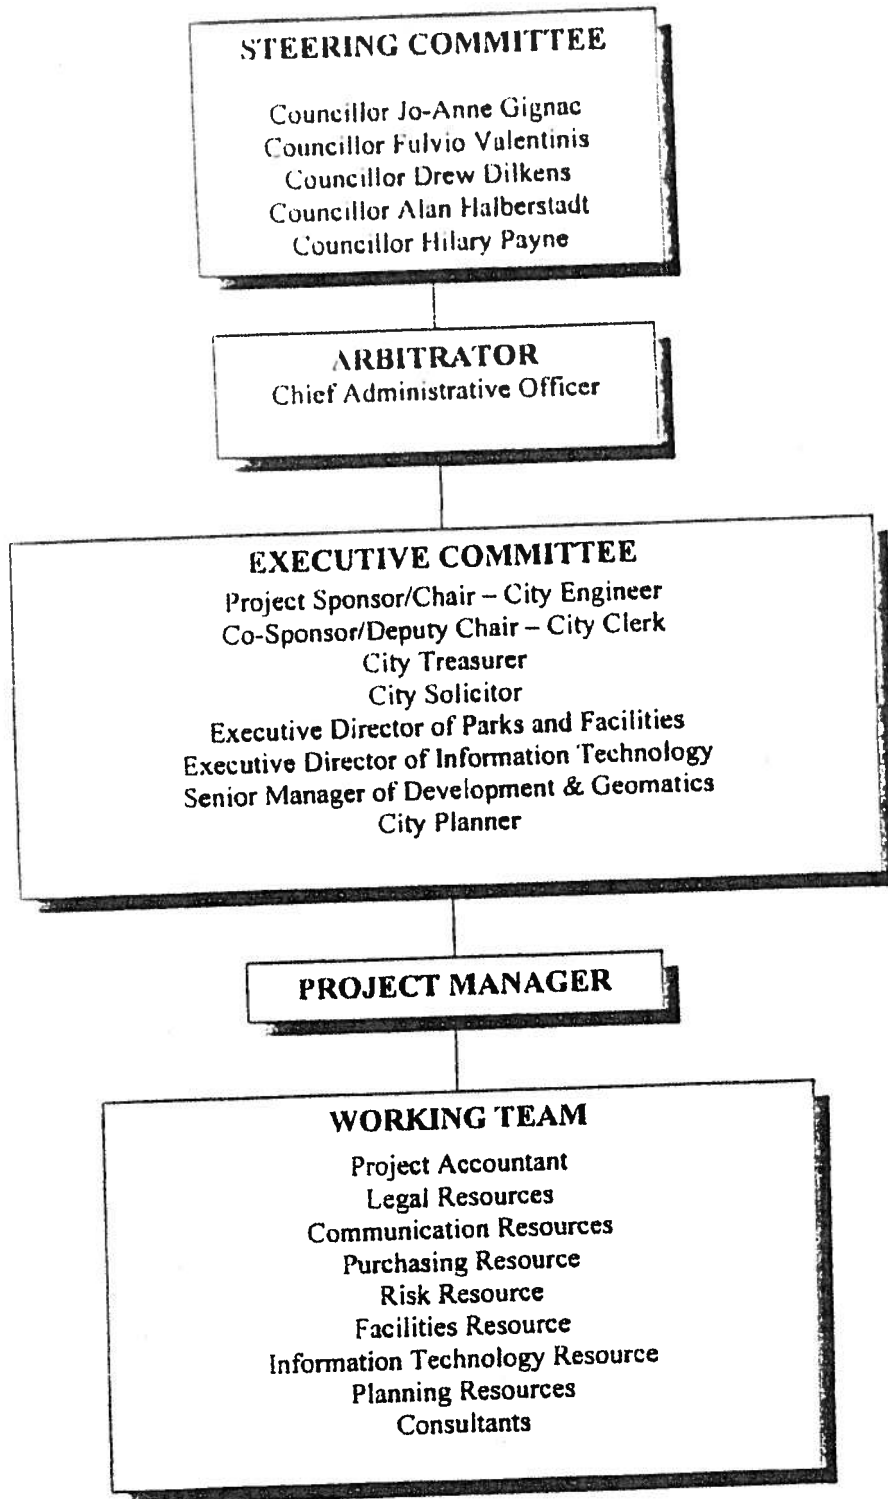 STEERING COMMITTEE
Councillor Jo-Anne Gignac
Councillor Fulvio Valentinis
Councillor Drew Dilkens
Councillor Alan Halberstadt
Councillor Hilary Payne
ARBITRATOR
Chief Administrative Officer
EXECUTIVE COMMITTEE
Project Sponsor/Chair – City Engineer
Co-Sponsor/Deputy Chair – City Clerk
City Treasurer
City Solicitor
Executive Director of Parks and Facilities
Executive Director of Information Technology
Senior Manager of Development & Geomatics
City Planner
PROJECT MANAGER
WORKING TEAM
Project Accountant
Legal Resources
Communication Resources
Purchasing Resource
Risk Resource
Facilities Resource
Information Technology Resource
Planning Resources
Consultants